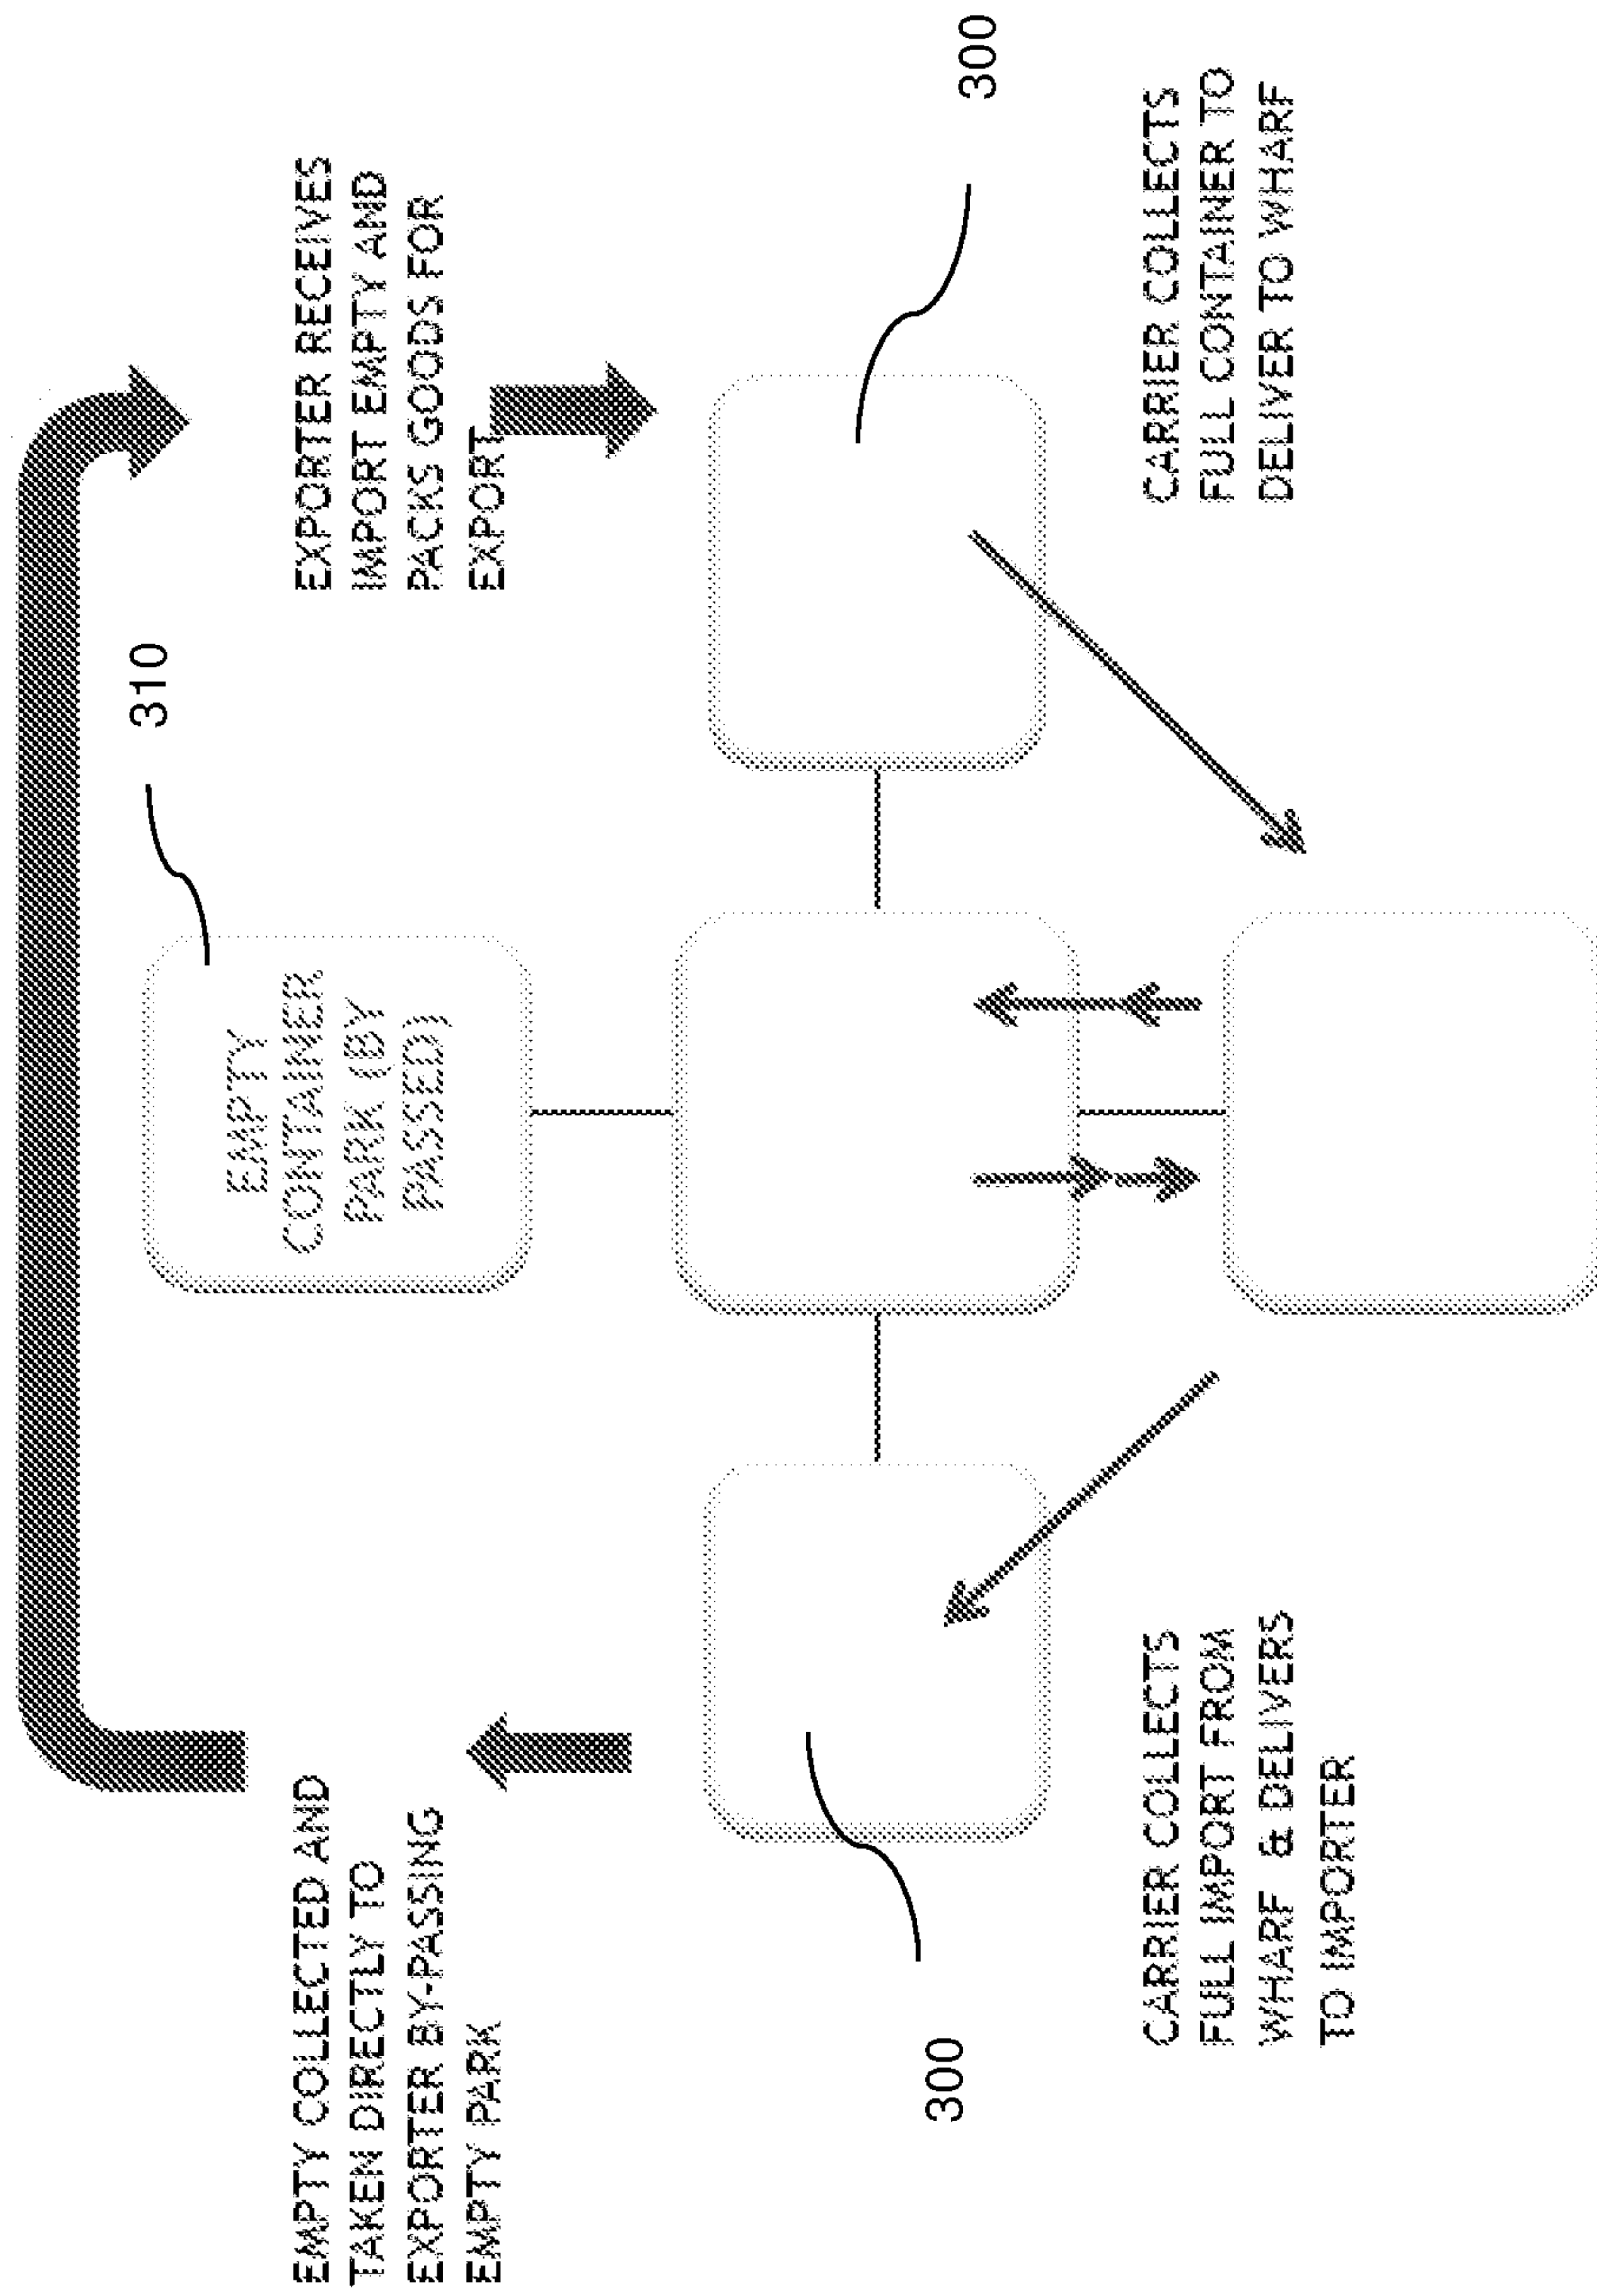 EMPTY COLLECTED AND
TAKEN DIRECTLY TO
EXPORTER BY-PASSING
EMPTY PARK
310
EMPTY
CONTAINER
PARK (BY
PASSED)
EXPORTER RECEIVES
IMPORT EMPTY AND
PACKS GOODS FOR
EXPORT
300
300
CARRIER COLLECTS
FULL IMPORT FROM
WHARF & DELIVERS
TO IMPORTER
CARRIER COLLECTS
FULL CONTAINER TO
DELIVER TO WHARF